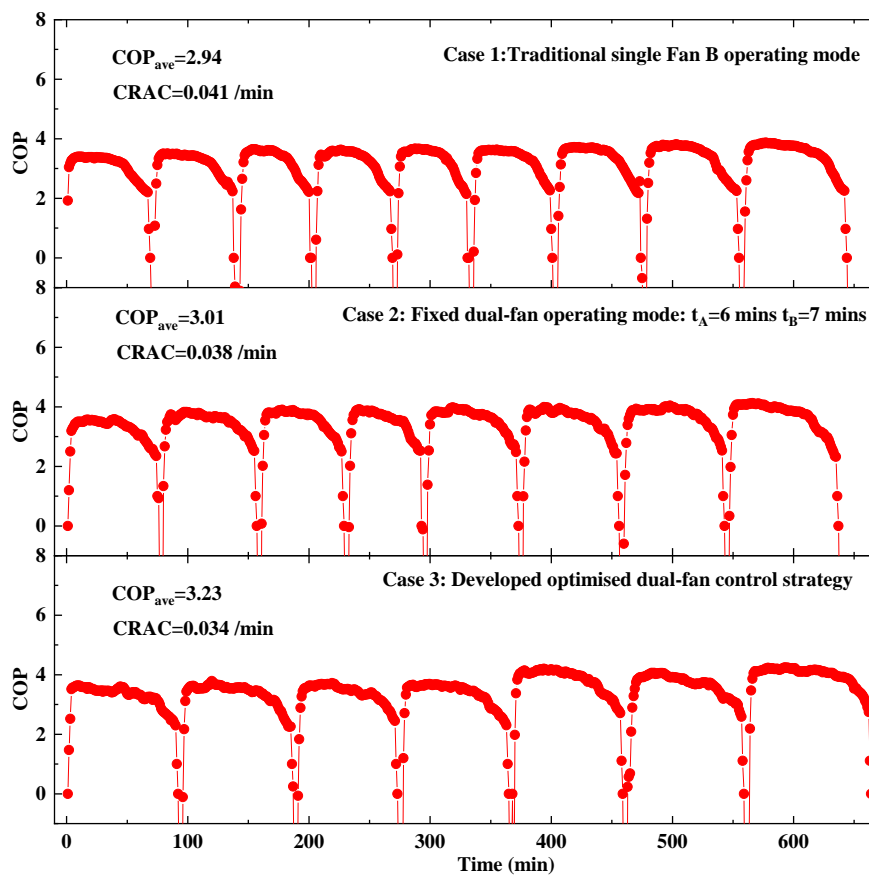 8
6
4
2
0
COP
COPave=2.94
CRAC=0.041 /min
Case 1:Traditional single Fan B operating mode
8
6
4
2
0
COP
COPave=3.01
CRAC=0.038 /min
Case 2: Fixed dual-fan operating mode: t_A=6 mins t_B=7 mins
8
6
4
2
0
COP
COPave=3.23
CRAC=0.034 /min
Case 3: Developed optimised dual-fan control strategy
0 100 200 300 400 500 600
Time (min)